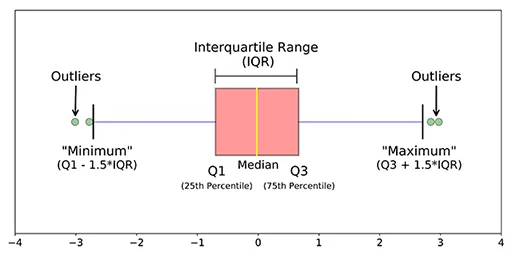 Interquartile Range
(IQR)
Outliers
Outliers
"Minimum"
(Q1 - 1.5*IQR)
"Maximum"
(Q3 + 1.5*IQR)
Q1
Median
Q3
(25th Percentile)
(75th Percentile)
−4
−3
−2
−1
0
1
2
3
4